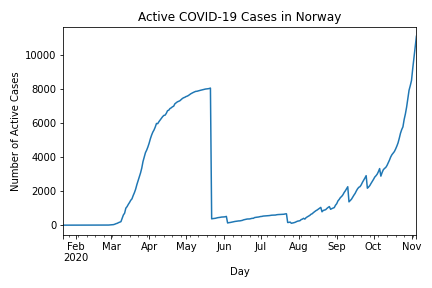 Active COVID-19 Cases in Norway
Number of Active Cases
10000
8000
6000
4000
2000
0
Feb Mar Apr May Jun Jul Aug Sep Oct Nov
2020
Day